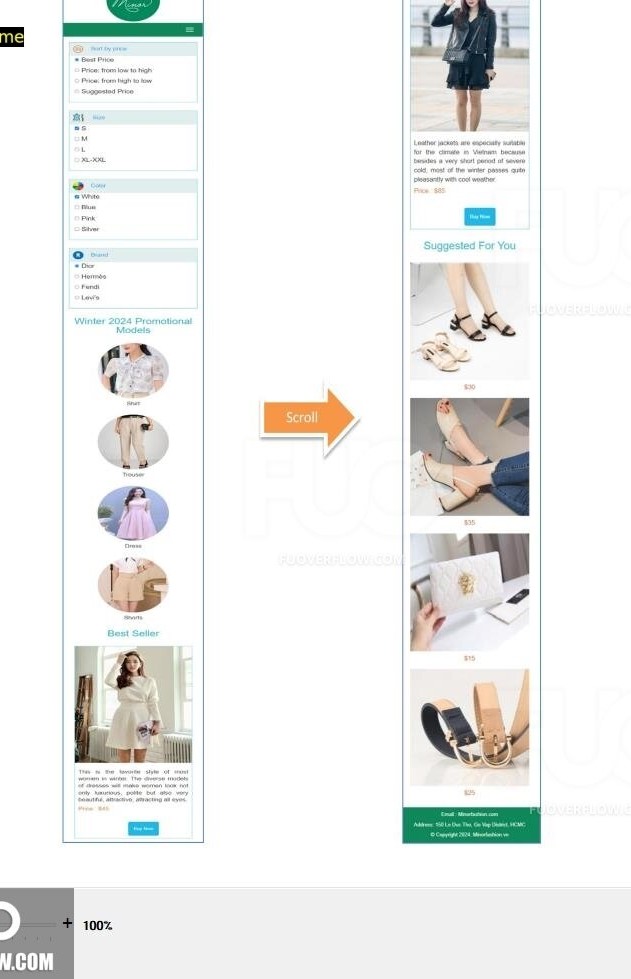 Minar
me
Sort by price
Best Price
Price: from low to high
Price: from high to low
Suggested Price
Size
S
M
L
XL-XXL
Color
White
Blue
Pink
Silver
Brand
Dior
Hermès
Fendi
Levi's
Winter 2024 Promotional
Models
Shirt
Trouser
Dress
Shorts
Best Seller
This is the favorite style of most
women in winter. The diverse models
of dresses will make women look not
only luxurious, polite but also very
beautiful, attractive, attracting all eyes.
Price : $45
Buy Now
Scroll
Leather jackets are especially suitable
for the climate in Vietnam because
besides a very short period of severe
cold, most of the winter passes quite
pleasantly with cool weather.
Price : $85
Buy Now
Suggested For You
$30
$35
$15
$25
Email : Minorfashion.com
Address: 150 Le Duc Tho, Go Vap District, HCMC
© Copyright 2024. Minorfashion.vn
FUOVERFLOW.COM
FUOVERFLOW.COM
FUOVERFLOW.C
+ 100%
W.COM